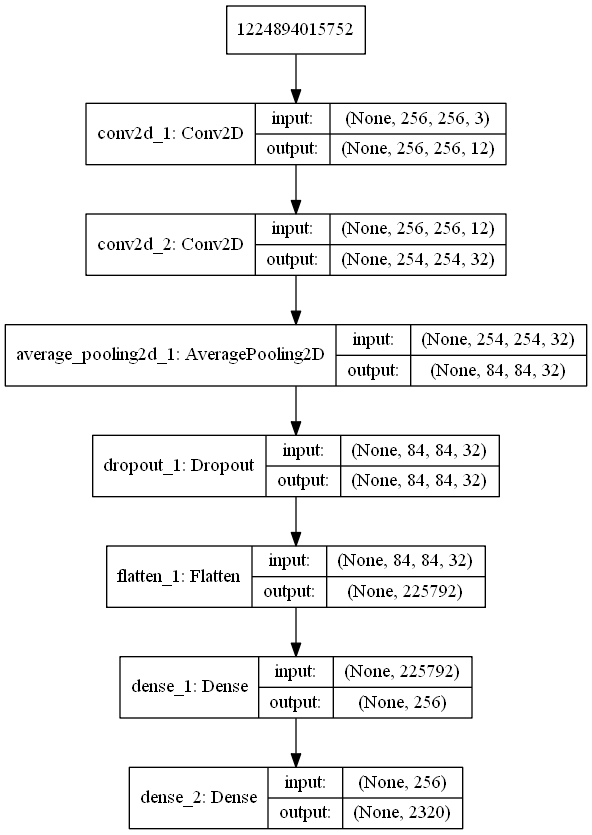 1224894015752
conv2d_1: Conv2D
input:
(None, 256, 256, 3)
output:
(None, 256, 256, 12)
conv2d_2: Conv2D
input:
(None, 256, 256, 12)
output:
(None, 254, 254, 32)
average_pooling2d_1: AveragePooling2D
input:
(None, 254, 254, 32)
output:
(None, 84, 84, 32)
dropout_1: Dropout
input:
(None, 84, 84, 32)
output:
(None, 84, 84, 32)
flatten_1: Flatten
input:
(None, 84, 84, 32)
output:
(None, 225792)
dense_1: Dense
input:
(None, 225792)
output:
(None, 256)
dense_2: Dense
input:
(None, 256)
output:
(None, 2320)